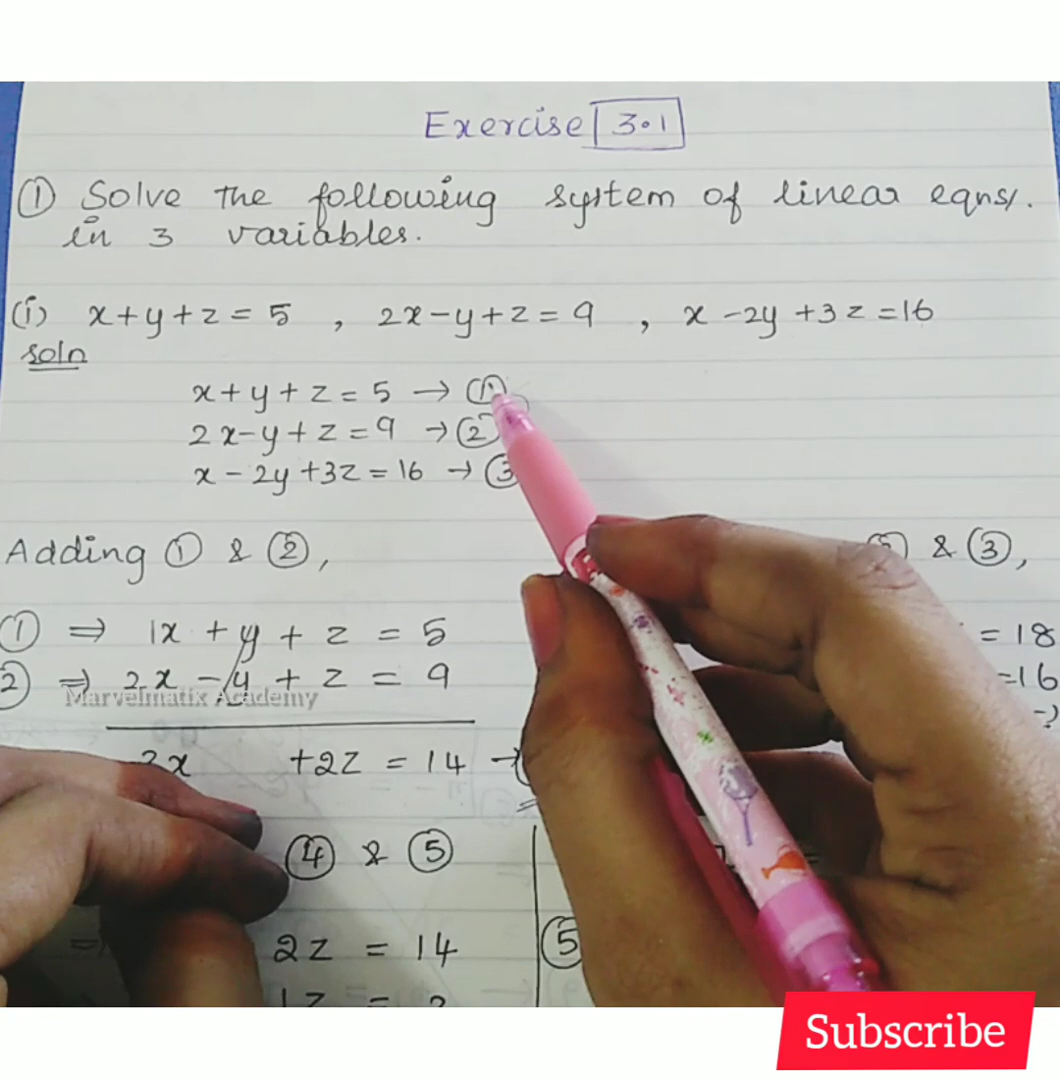 Exercise 3.1
① Solve the following system of linear eqns/.
in 3 variables.
(i) x+y+z=5 , 2x-y+z=9 , x-2y+3z=16
soln
x+y+z=5 → ①
2x-y+z=9 → ②
x-2y+3z=16 → ③
Adding ① & ②,
& ③,
① ⇒ 1x + y + z = 5
= 18
② ⇒ 2x - y + z = 9
=16
Marvelmatix Academy
x +2z = 14 →
④ & ⑤
2z = 14
⑤
Subscribe